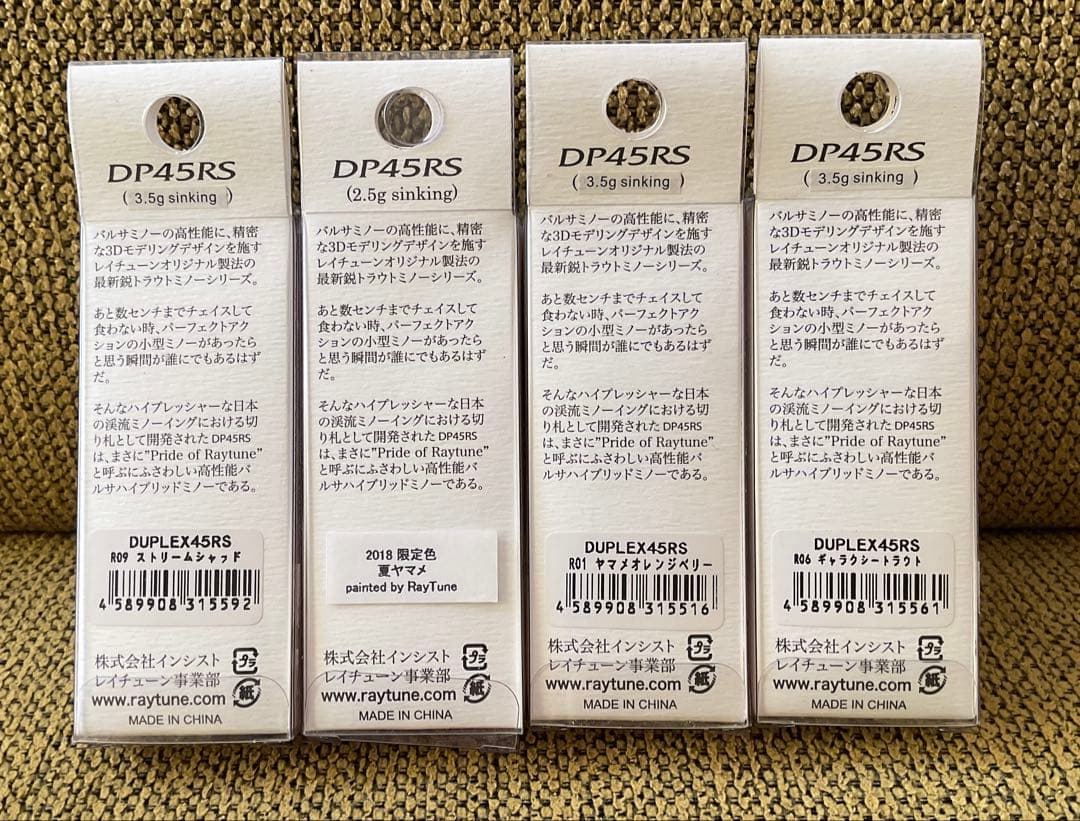 DP45RS
( 3.5g sinking )
バルサミノーの高性能に、精密
な3Dモデリングデザインを施す
レイチューンオリジナル製法の
最新鋭トラウトミノーシリーズ。
あと数センチまでチェイスして
食わない時、パーフェクトアク
ションの小型ミノーがあったら
と思う瞬間が誰にでもあるはず
だ。
そんなハイプレッシャーな日本
の渓流ミノーイングにおける切
り札として開発された DP45RS
は、まさに"Pride of Raytune"
と呼ぶにふさわしい高性能バ
ルサハイブリッドミノーである。
DUPLEX45RS
R09 ストリームシャッド
4 589908 315592
株式会社インシスト
レイチューン事業部
www.raytune.com
MADE IN CHINA
プラ
紙
DP45RS
(2.5g sinking)
バルサミノーの高性能に、精密
な3Dモデリングデザインを施す
レイチューンオリジナル製法の
最新鋭トラウトミノーシリーズ。
あと数センチまでチェイスして
食わない時、パーフェクトアク
ションの小型ミノーがあったら
と思う瞬間が誰にでもあるはず
だ。
そんなハイプレッシャーな日本
の渓流ミノーイングにおける切
り札として開発された DP45RS
は、まさに"Pride of Raytune"
と呼ぶにふさわしい高性能バ
ルサハイブリッドミノーである。
2018 限定色
夏ヤマメ
painted by RayTune
株式会社インシスト
レイチューン事業部
www.raytune.com
MADE IN CHINA
プラ
紙
DP45RS
( 3.5g sinking )
バルサミノーの高性能に、精密
な3Dモデリングデザインを施す
レイチューンオリジナル製法の
最新鋭トラウトミノーシリーズ。
あと数センチまでチェイスして
食わない時、パーフェクトアク
ションの小型ミノーがあったら
と思う瞬間が誰にでもあるはず
だ。
そんなハイプレッシャーな日本
の渓流ミノーイングにおける切
り札として開発された DP45RS
は、まさに"Pride of Raytune"
と呼ぶにふさわしい高性能バ
ルサハイブリッドミノーである。
DUPLEX45RS
R01 ヤマメオレンジベリー
4 589908 315516
株式会社インシスト
レイチューン事業部
www.raytune.com
MADE IN CHINA
プラ
紙
DP45RS
( 3.5g sinking )
バルサミノーの高性能に、精密
な3Dモデリングデザインを施す
レイチューンオリジナル製法の
最新鋭トラウトミノーシリーズ。
あと数センチまでチェイスして
食わない時、パーフェクトアク
ションの小型ミノーがあったら
と思う瞬間が誰にでもあるはず
だ。
そんなハイプレッシャーな日本
の渓流ミノーイングにおける切
り札として開発された DP45RS
は、まさに"Pride of Raytune"
と呼ぶにふさわしい高性能バ
ルサハイブリッドミノーである。
DUPLEX45RS
R06 ギャラクシートラウト
4 589908 315561
株式会社インシスト
レイチューン事業部
www.raytune.com
MADE IN CHINA
プラ
紙